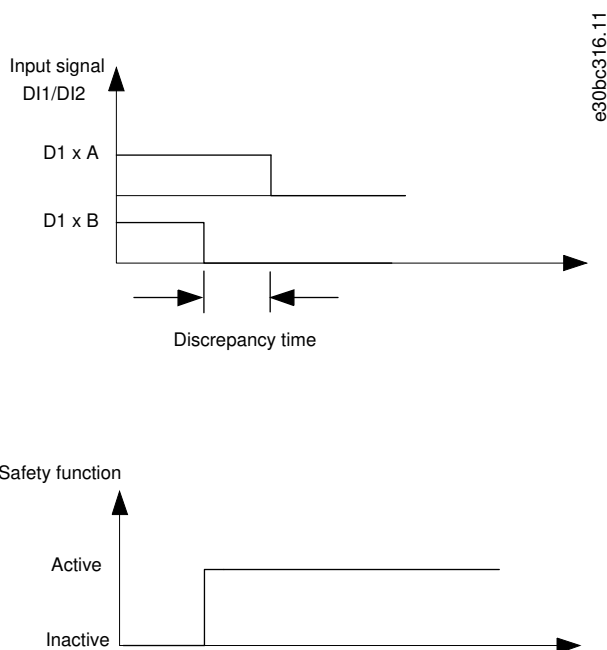 e30bc316.11
Input signal
DI1/DI2
D1 x A
D1 x B
Discrepancy time
Safety function
Active
Inactive